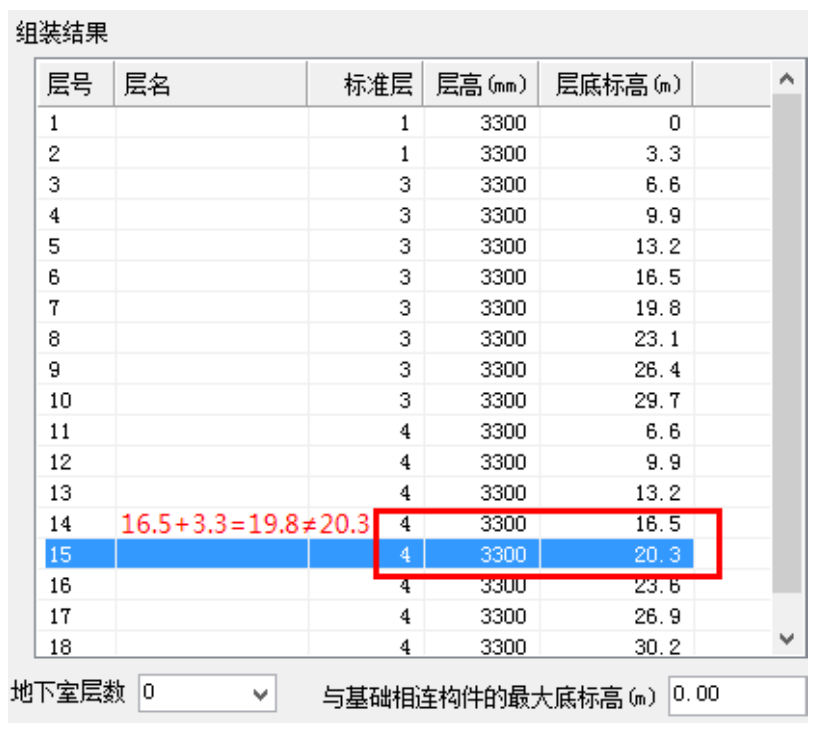 组装结果
层号 层名 标准层 层高(mm) 层底标高(m)
1 1 3300 0
2 1 3300 3.3
3 3 3300 6.6
4 3 3300 9.9
5 3 3300 13.2
6 3 3300 16.5
7 3 3300 19.8
8 3 3300 23.1
9 3 3300 26.4
10 3 3300 29.7
11 4 3300 6.6
12 4 3300 9.9
13 4 3300 13.2
14 16.5+3.3=19.8≠20.3 4 3300 16.5
15 4 3300 20.3
16 4 3300 23.6
17 4 3300 26.9
18 4 3300 30.2
地下室层数 0 与基础相连构件的最大底标高(m) 0.00